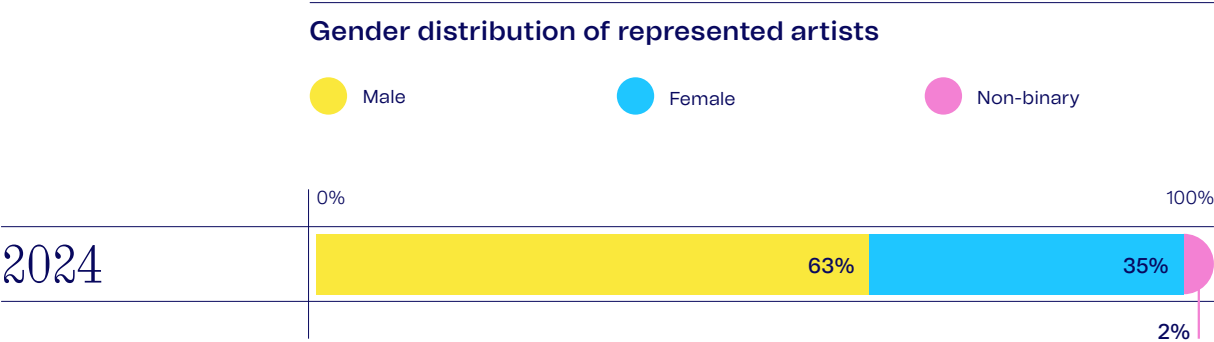 Gender distribution of represented artists
Male Female Non-binary
0% 100%
2024 63% 35%
2%